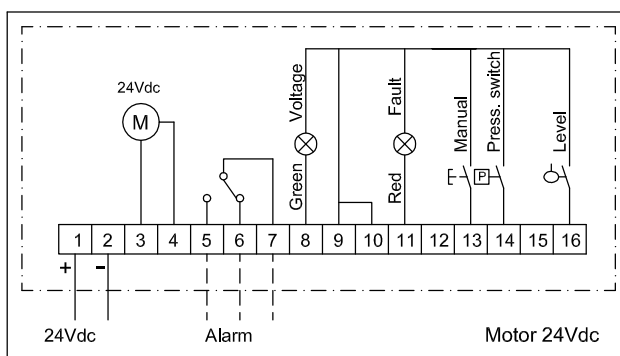 24Vdc
M
Voltage
Green
Fault
Red
Manual
Press. switch
P
Level
1 2 3 4 5 6 7 8 9 10 11 12 13 14 15 16
+ -
24Vdc Alarm Motor 24Vdc